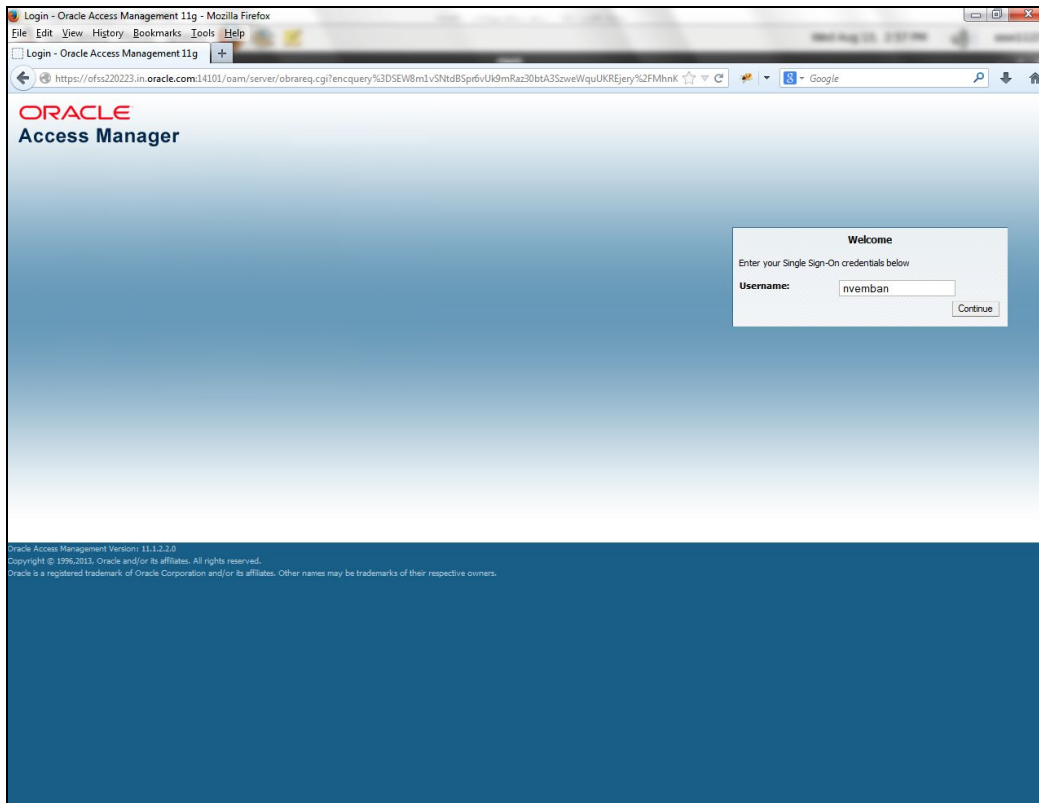 Login - Oracle Access Management 11g - Mozilla Firefox
File Edit View History Bookmarks Tools Help
Login - Oracle Access Management 11g
https://ofss220223.in.oracle.com:14101/oam/server/obrareq.cgi?encquery%3DSEW8m1vSNtdBSpr6vUk9mRaz30btA3SzweWquUKREjery%2FMhnK
Google
ORACLE
Access Manager
Welcome
Enter your Single Sign-On credentials below
Username:
nvemban
Continue
Oracle Access Management Version: 11.1.2.2.0
Copyright © 1996,2013, Oracle and/or its affiliates. All rights reserved.
Oracle is a registered trademark of Oracle Corporation and/or its affiliates. Other names may be trademarks of their respective owners.